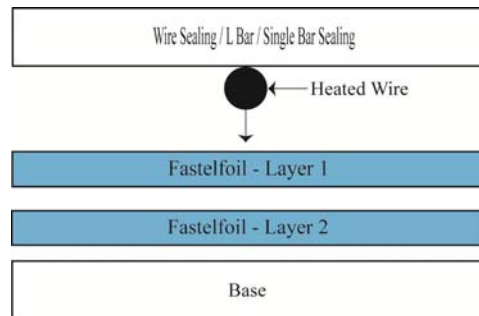 Wire Sealing / L Bar / Single Bar Sealing
Heated Wire
Fastelfoil - Layer 1
Fastelfoil - Layer 2
Base